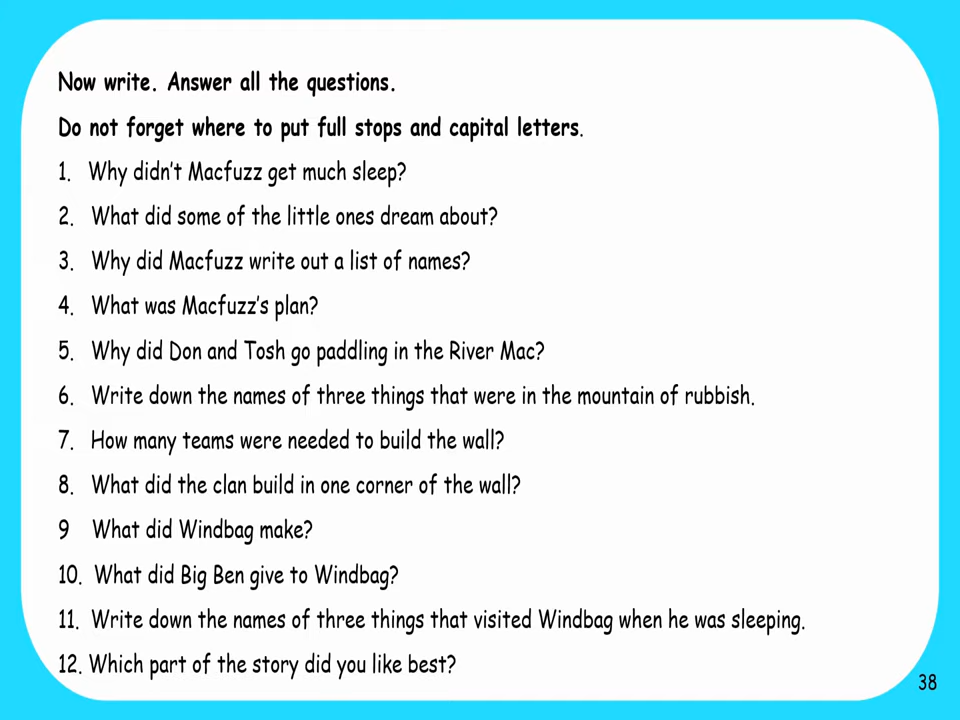 Now write. Answer all the questions.
Do not forget where to put full stops and capital letters.
1. Why didn't Macfuzz get much sleep?
2. What did some of the little ones dream about?
3. Why did Macfuzz write out a list of names?
4. What was Macfuzz's plan?
5. Why did Don and Tosh go paddling in the River Mac?
6. Write down the names of three things that were in the mountain of rubbish.
7. How many teams were needed to build the wall?
8. What did the clan build in one corner of the wall?
9 What did Windbag make?
10. What did Big Ben give to Windbag?
11. Write down the names of three things that visited Windbag when he was sleeping.
12. Which part of the story did you like best?
38